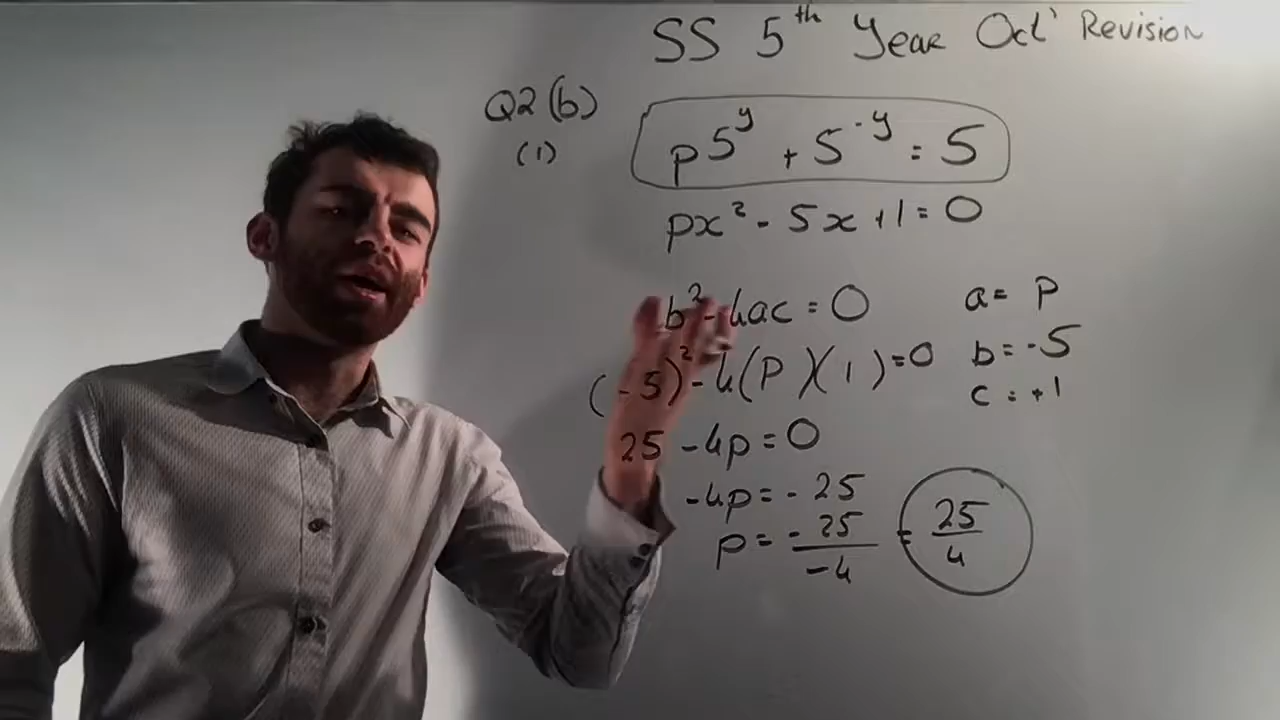 SS 5th Year Oct' Revision
Q2 (b)
(1)
p5^y + 5^-y = 5
px² - 5x + 1 = 0
b² - 4ac = 0
a = P
(-5)² - 4(P)(1) = 0
b = -5
c = +1
25 - 4p = 0
-4p = -25
p = -25/-4 = 25/4